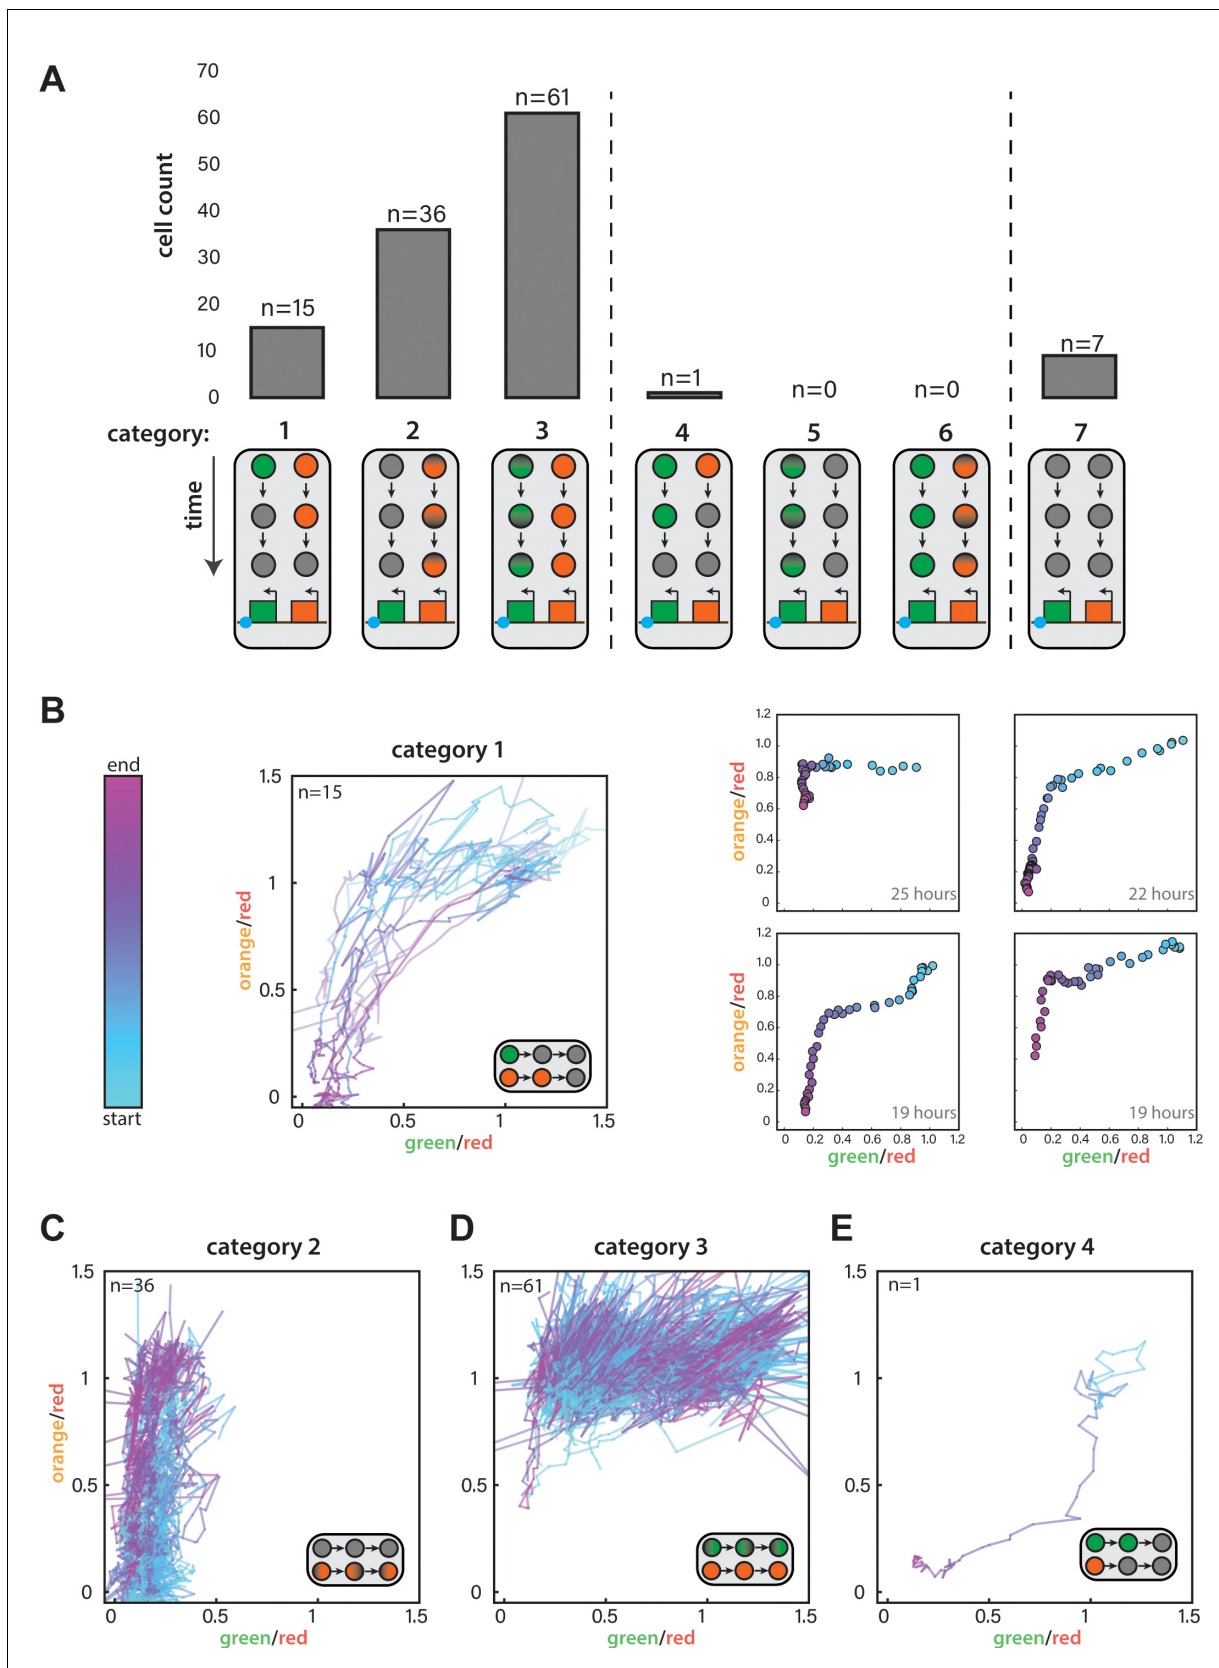 A
70
60
50
40
30
20
10
0
cell count
n=15
n=36
n=61
n=1
n=0
n=0
n=7
category:
1
2
3
4
5
6
7
time
B
end
start
category 1
n=15
1.5
1
0.5
0
orange/red
0
0.5
1
1.5
green/red
1.2
1.0
0.8
0.6
0.4
0.2
0
orange/red
25 hours
22 hours
1.2
1.0
0.8
0.6
0.4
0.2
0
orange/red
19 hours
19 hours
0
0.2
0.4
0.6
0.8
1.0
1.2
green/red
0
0.2
0.4
0.6
0.8
1.0
1.2
green/red
C
category 2
n=36
1.5
1
0.5
0
orange/red
0
0.5
1
1.5
green/red
D
category 3
n=61
1.5
1
0.5
0
0
0.5
1
1.5
green/red
E
category 4
n=1
1.5
1
0.5
0
0
0.5
1
1.5
green/red